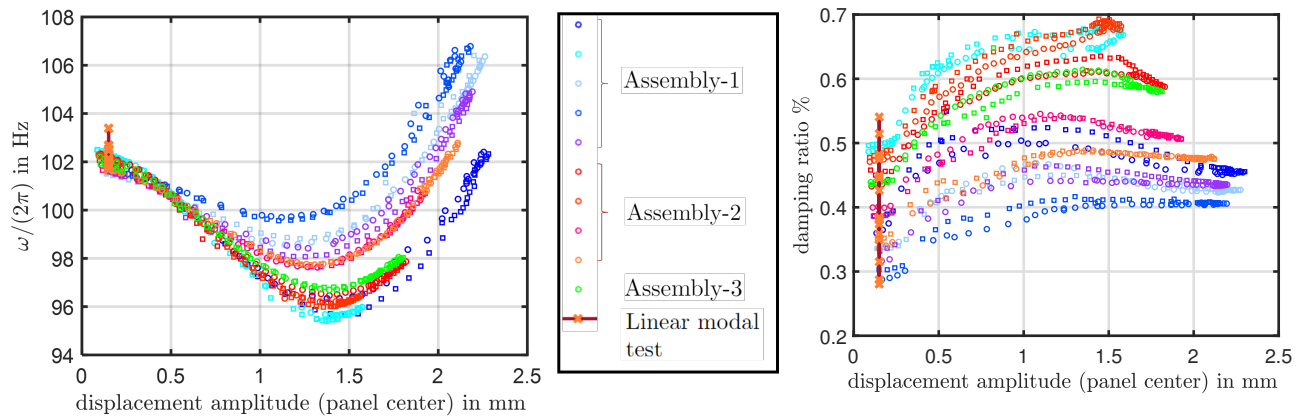 108
106
104
102
100
98
96
94
ω/(2π) in Hz
0
0.5
1
1.5
2
2.5
displacement amplitude (panel center) in mm
Assembly-1
Assembly-2
Assembly-3
Linear modal
test
0.7
0.6
0.5
0.4
0.3
0.2
damping ratio %
0
0.5
1
1.5
2
2.5
displacement amplitude (panel center) in mm